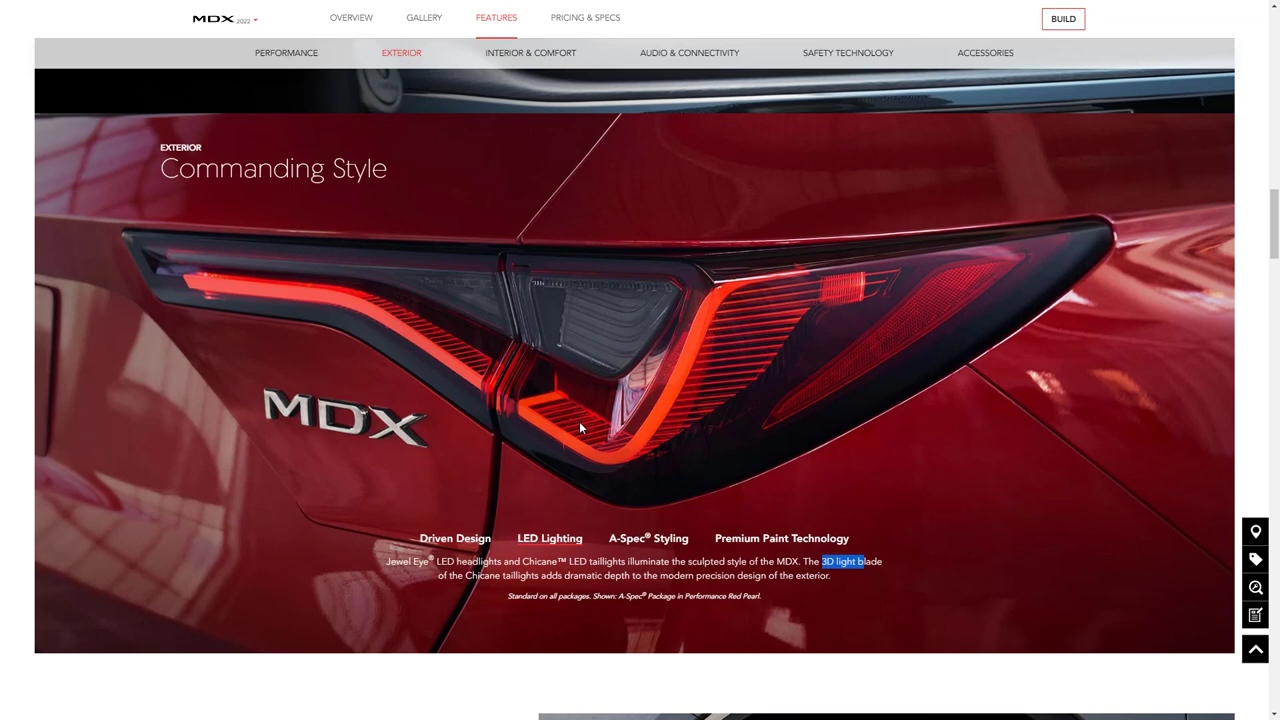 MDX 2022
OVERVIEW
GALLERY
FEATURES
PRICING & SPECS
BUILD
PERFORMANCE
EXTERIOR
INTERIOR & COMFORT
AUDIO & CONNECTIVITY
SAFETY TECHNOLOGY
ACCESSORIES
EXTERIOR
Commanding Style
MDX
Driven Design
LED Lighting
A-Spec® Styling
Premium Paint Technology
Jewel Eye® LED headlights and Chicane™ LED taillights illuminate the sculpted style of the MDX. The 3D light blade
of the Chicane taillights adds dramatic depth to the modern precision design of the exterior.
Standard on all packages. Shown: A-Spec® Package in Performance Red Pearl.